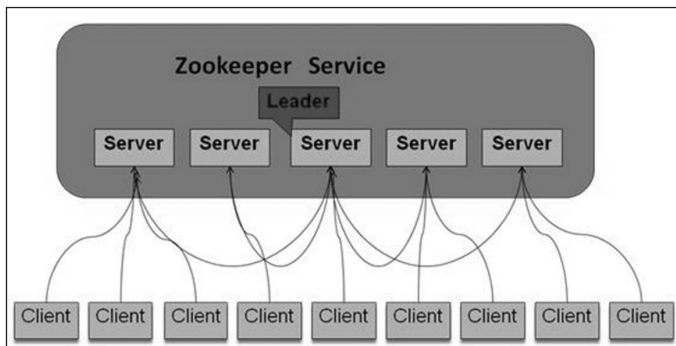 Zookeeper Service
Leader
Server Server Server Server Server
Client Client Client Client Client Client Client Client Client